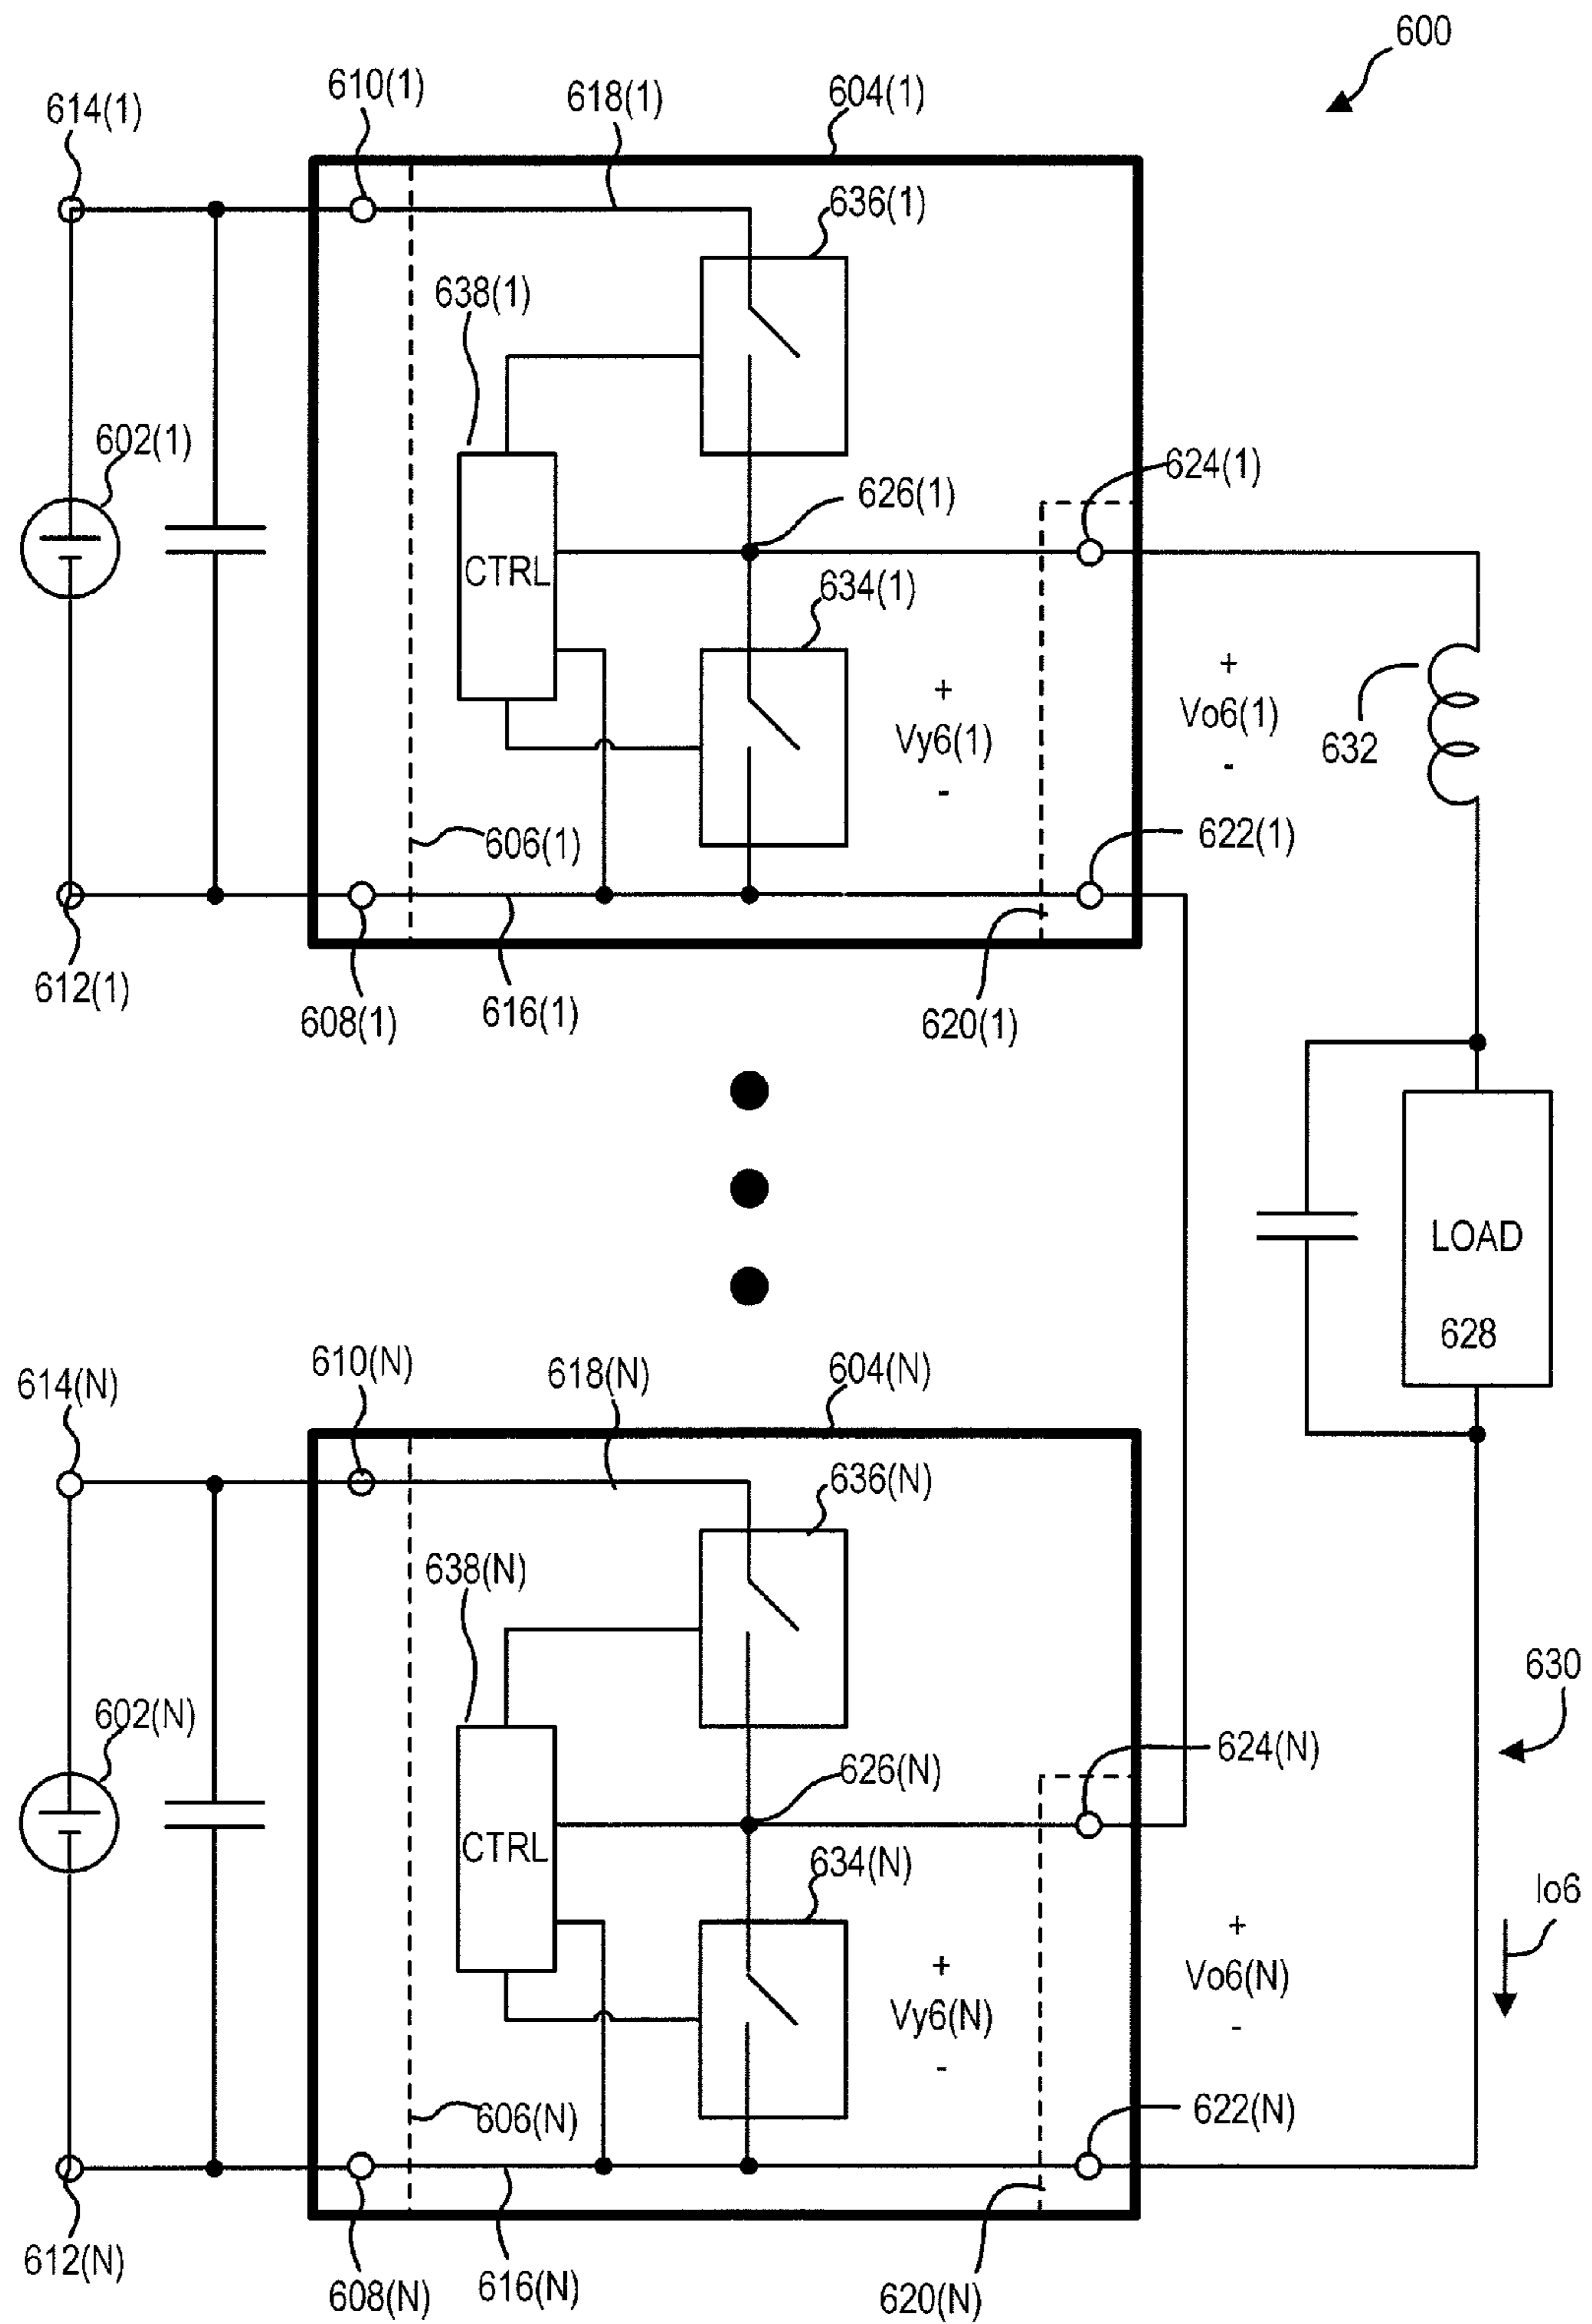 600
614(1)
610(1)
618(1)
604(1)
636(1)
638(1)
602(1)
624(1)
626(1)
CTRL
634(1)
+
Vy6(1)
-
+
Vo6(1)
-
632
606(1)
622(1)
612(1)
608(1)
616(1)
620(1)
LOAD
628
614(N)
610(N)
618(N)
604(N)
636(N)
638(N)
602(N)
630
624(N)
626(N)
CTRL
634(N)
Io6
+
Vy6(N)
-
+
Vo6(N)
-
606(N)
622(N)
612(N)
608(N)
616(N)
620(N)